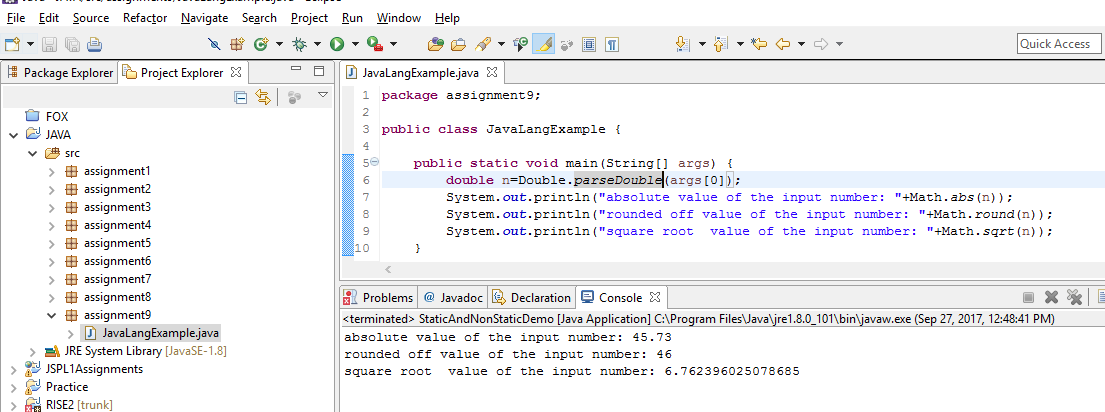 File Edit Source Refactor Navigate Search Project Run Window Help
Quick Access
Package Explorer Project Explorer
FOX
JAVA
src
assignment1
assignment2
assignment3
assignment4
assignment5
assignment6
assignment7
assignment8
assignment9
JavaLangExample.java
JRE System Library [JavaSE-1.8]
JSPL1Assignments
Practice
RISE2 [trunk]
JavaLangExample.java
1 package assignment9;
2
3 public class JavaLangExample {
4
5 public static void main(String[] args) {
6 double n=Double.parseDouble(args[0]);
7 System.out.println("absolute value of the input number: "+Math.abs(n));
8 System.out.println("rounded off value of the input number: "+Math.round(n));
9 System.out.println("square root  value of the input number: "+Math.sqrt(n));
10 }
Problems @ Javadoc Declaration Console
<terminated> StaticAndNonStaticDemo [Java Application] C:\Program Files\Java\jre1.8.0_101\bin\javaw.exe (Sep 27, 2017, 12:48:41 PM)
absolute value of the input number: 45.73
rounded off value of the input number: 46
square root  value of the input number: 6.762396025078685